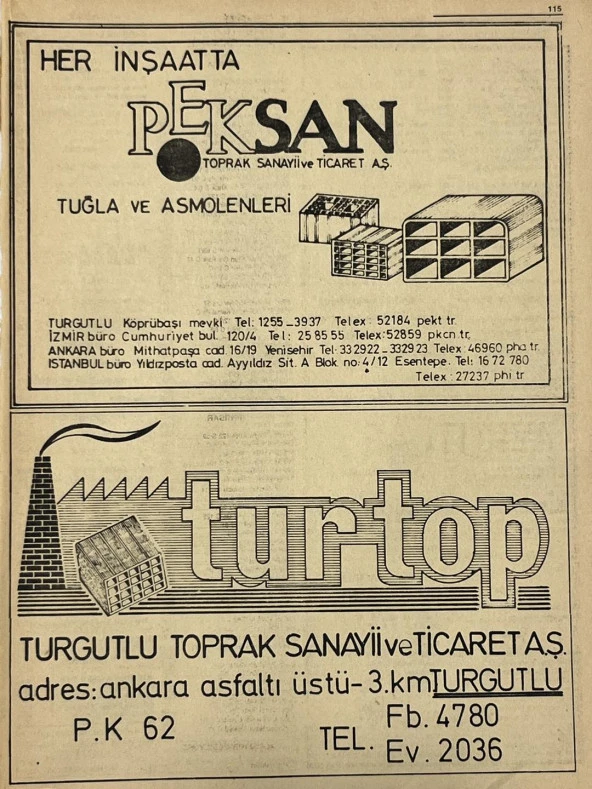 115
HER İNŞAATTA
PEKSAN
TOPRAK SANAYİİ ve TİCARET A.Ş.
TUĞLA VE ASMOLENLERİ
TURGUTLU Köprübaşı mevki Tel: 1255_3937 Telex: 52184 pekt tr.
İZMİR büro Cumhuriyet bul. 120/4 Tel: 25 85 55 Telex: 52859 pkcn tr,
ANKARA büro Mithatpaşa cad. 16/19 Yenişehir Tel: 33 29 22 _ 33 29 23 Telex: 46960 pha tr.
İSTANBUL büro Yıldızposta cad. Ayyıldız Sit. A Blok no: 4/12 Esentepe. Tel: 16 72 780
Telex: 27237 phi tr
turtop
TURGUTLU TOPRAK SANAYİİ ve TİCARET A.Ş.
adres: ankara asfaltı üstü - 3. km TURGUTLU
P.K 62
TEL. Fb. 4780
Ev. 2036